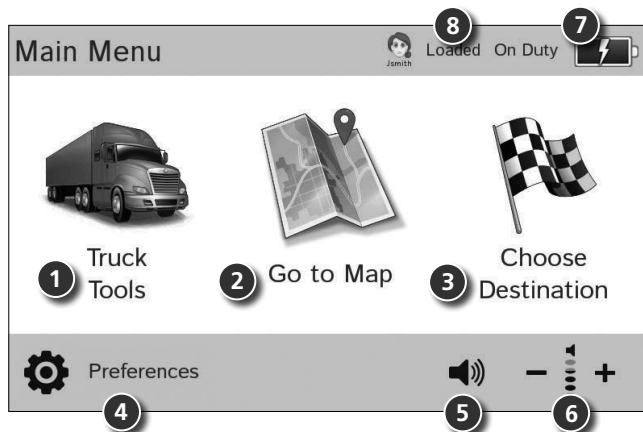 8
7
Main Menu
Jsmith
Loaded
On Duty
Truck
Tools
Go to Map
Choose
Destination
1
2
3
Preferences
4
5
6